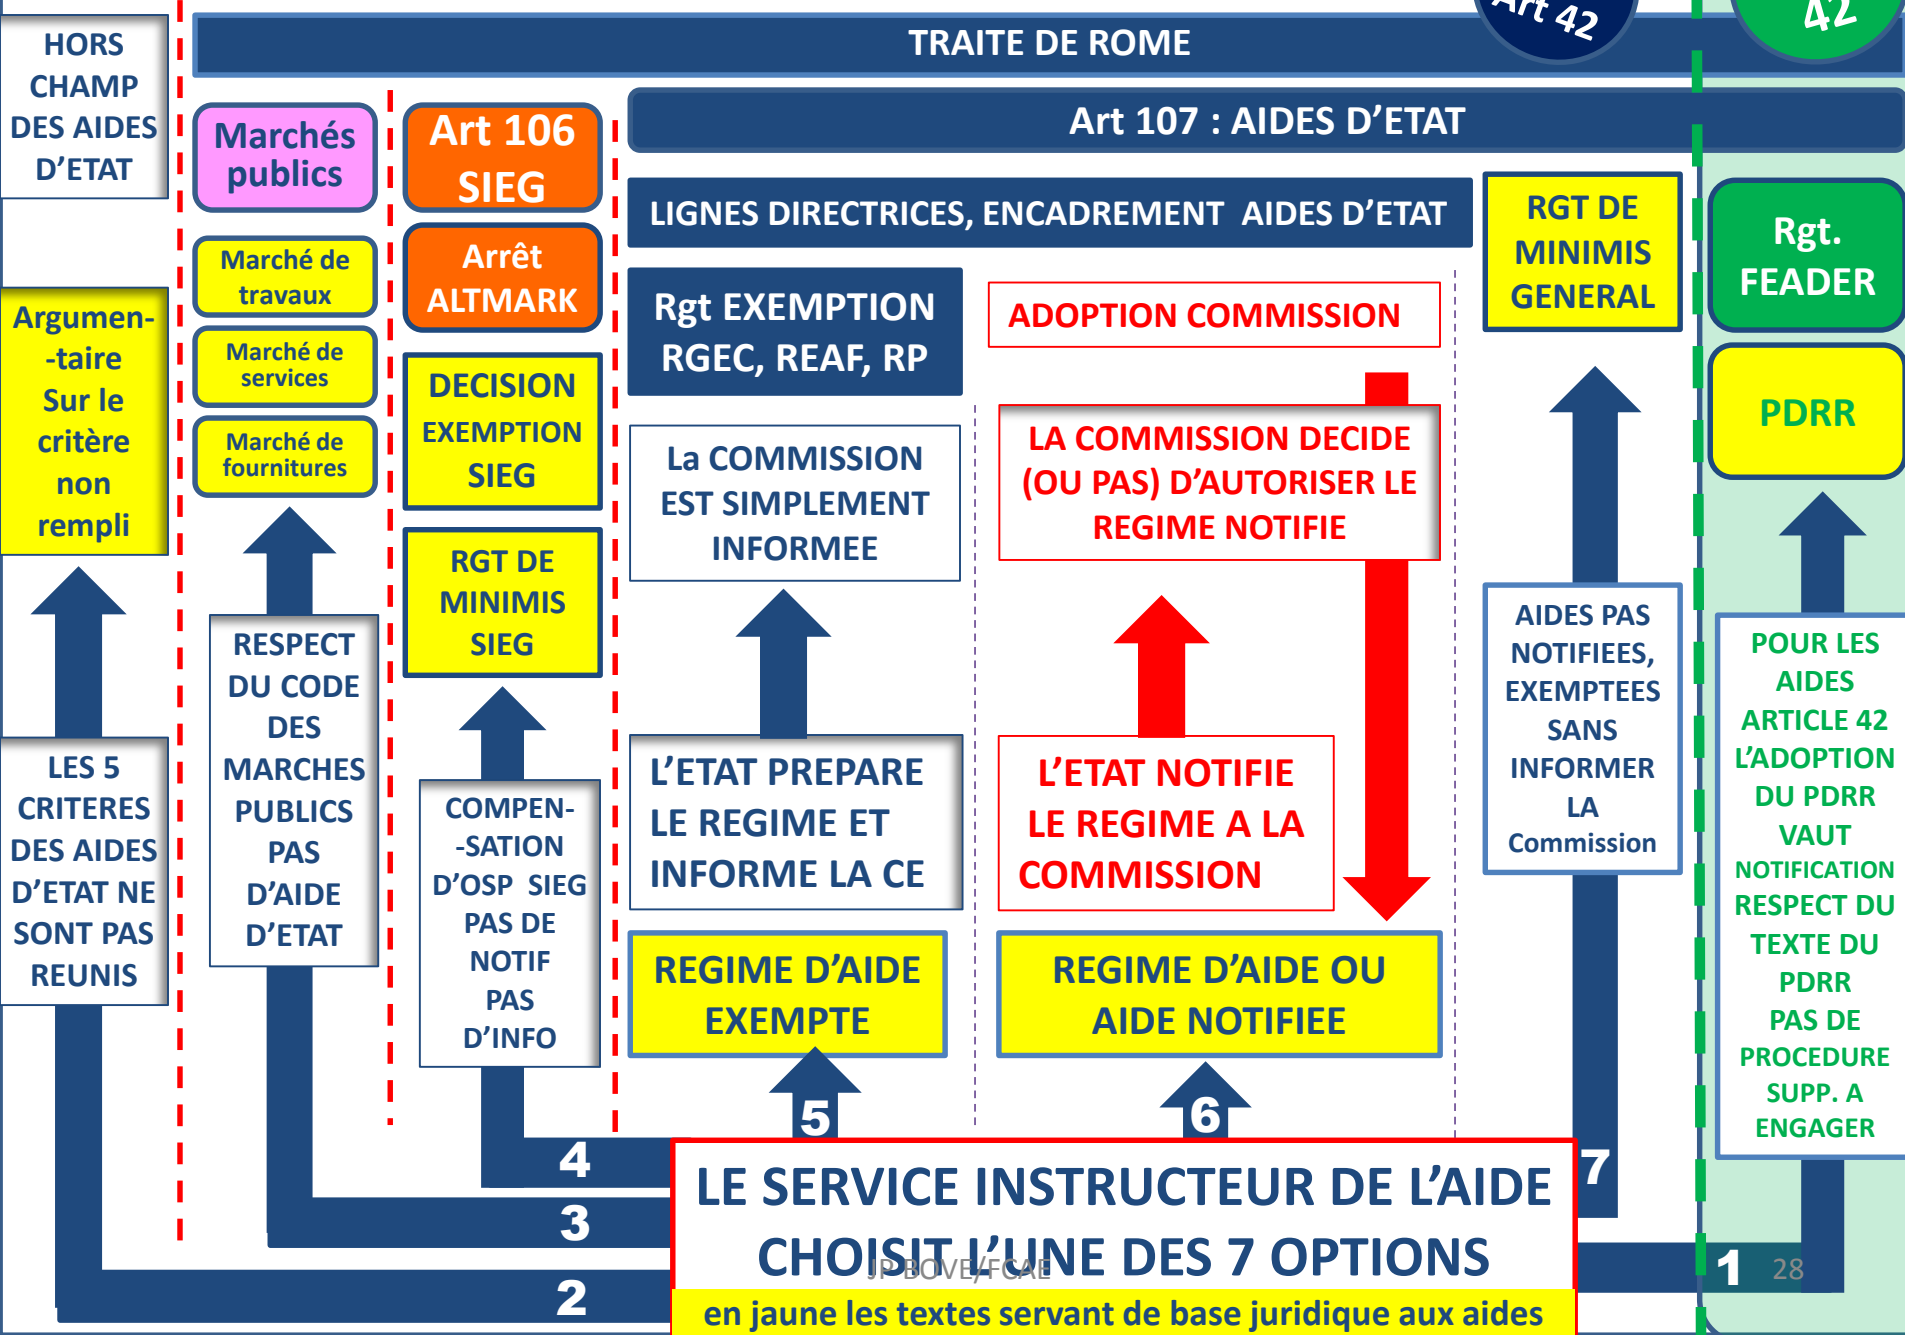 Art 42
42
TRAITE DE ROME
HORS
CHAMP
DES AIDES
D'ETAT
Argumen-
-taire
Sur le
critère
non
rempli
LES 5
CRITERES
DES AIDES
D'ETAT NE
SONT PAS
REUNIS
Marchés
publics
Marché de
travaux
Marché de
services
Marché de
fournitures
RESPECT
DU CODE
DES
MARCHES
PUBLICS
PAS
D'AIDE
D'ETAT
Art 106
SIEG
Arrêt
ALTMARK
DECISION
EXEMPTION
SIEG
RGT DE
MINIMIS
SIEG
COMPEN-
-SATION
D'OSP SIEG
PAS DE
NOTIF
PAS
D'INFO
Art 107 : AIDES D'ETAT
LIGNES DIRECTRICES, ENCADREMENT AIDES D'ETAT
Rgt EXEMPTION
RGEC, REAF, RP
La COMMISSION
EST SIMPLEMENT
INFORMEE
L'ETAT PREPARE
LE REGIME ET
INFORME LA CE
REGIME D'AIDE
EXEMPTE
ADOPTION COMMISSION
LA COMMISSION DECIDE
(OU PAS) D'AUTORISER LE
REGIME NOTIFIE
L'ETAT NOTIFIE
LE REGIME A LA
COMMISSION
REGIME D'AIDE OU
AIDE NOTIFIEE
RGT DE
MINIMIS
GENERAL
AIDES PAS
NOTIFIEES,
EXEMPTEES
SANS
INFORMER
LA
Commission
Rgt.
FEADER
PDRR
POUR LES
AIDES
ARTICLE 42
L'ADOPTION
DU PDRR
VAUT
NOTIFICATION
RESPECT DU
TEXTE DU
PDRR
PAS DE
PROCEDURE
SUPP. A
ENGAGER
5
6
4
3
2
7
1
LE SERVICE INSTRUCTEUR DE L'AIDE
CHOISIT L'UNE DES 7 OPTIONS
JP BOVE/FCAE
28
en jaune les textes servant de base juridique aux aides